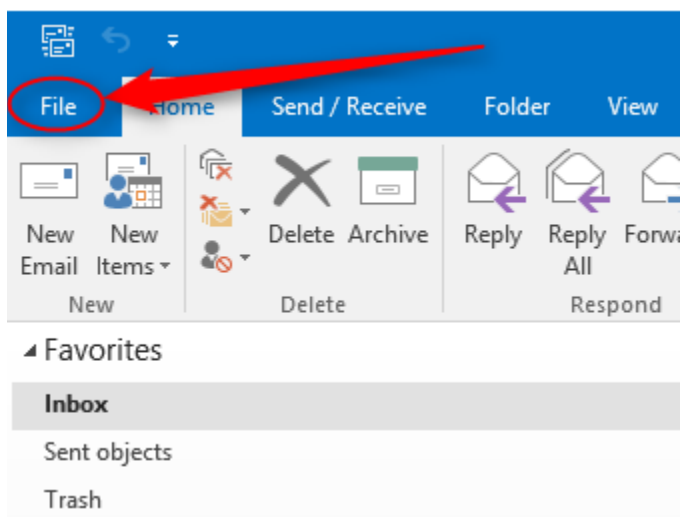 File Home Send / Receive Folder View
New Email
New Items
Delete
Archive
Reply
Reply All
New
Delete
Respond
Favorites
Inbox
Sent objects
Trash